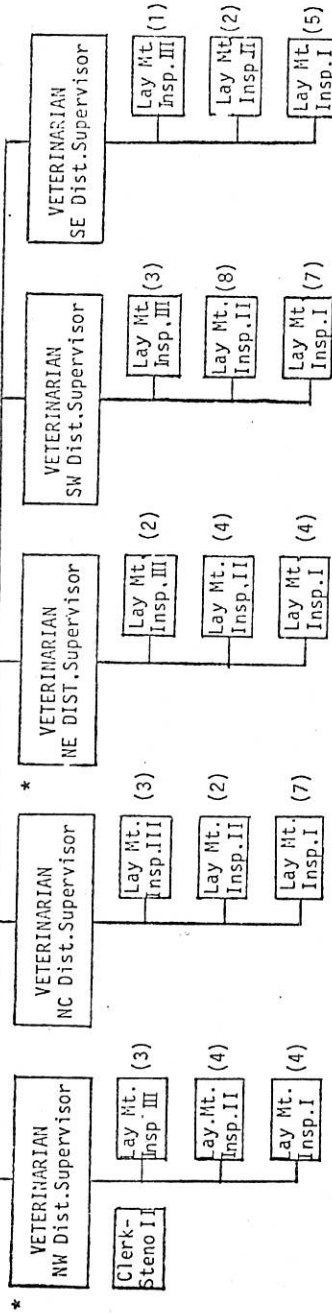 *
VETERINARIAN
NW Dist.Supervisor
Clerk-
Steno II
Lay Mt.
Insp III
(3)
Lay.Mt.
Insp.II
(4)
Lay Mt.
Insp.I
(4)
VETERINARIAN
NC Dist.Supervisor
Lay Mt.
Insp.III
(3)
Lay Mt.
Insp.II
(2)
Lay Mt.
Insp.I
(7)
*
VETERINARIAN
NE DIST.Supervisor
Lay Mt.
Insp.III
(2)
Lay Mt.
Insp.II
(4)
Lay Mt.
Insp.I
(4)
VETERINARIAN
SW Dist.Supervisor
Lay Mt.
Insp.III
(3)
Lay Mt.
Insp.II
(8)
Lay Mt.
Insp.I
(7)
VETERINARIAN
SE Dist.Supervisor
Lay Mt.
Insp.III
(1)
Lay Mt.
Insp.II
(2)
Lay Mt.
Insp.I
(5)